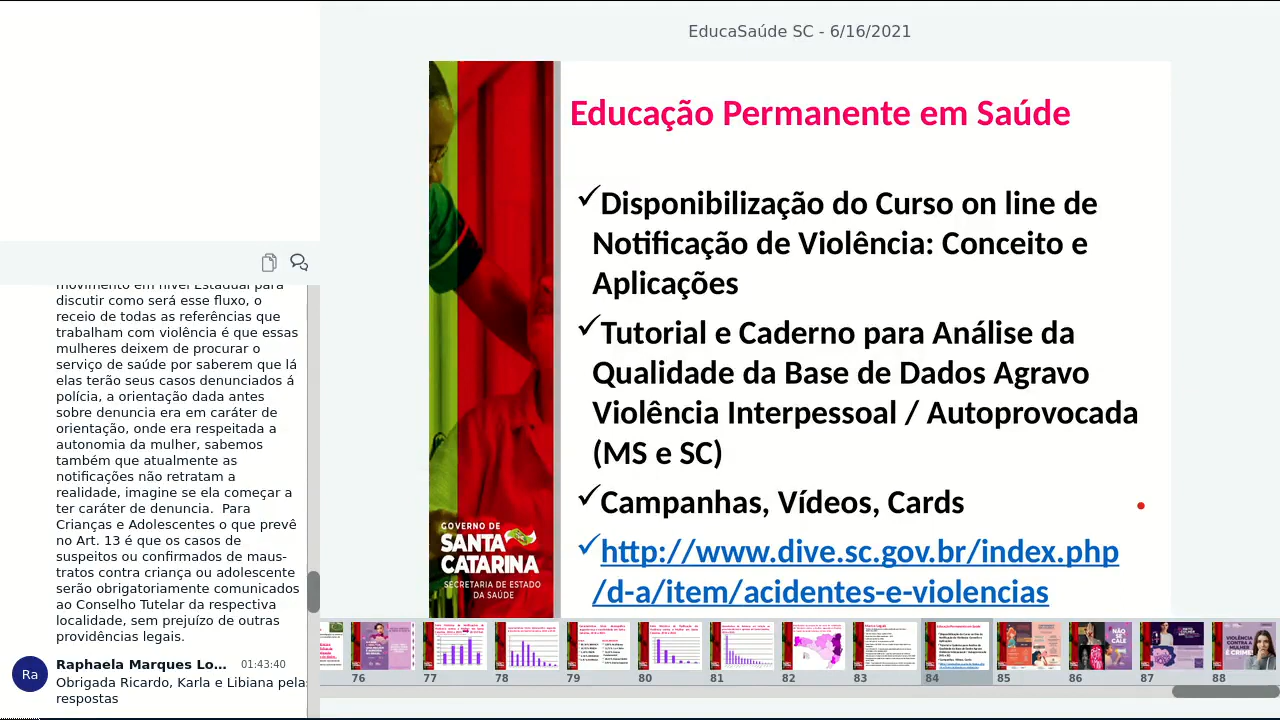 EducaSaúde SC - 6/16/2021
Educação Permanente em Saúde
✓Disponibilização do Curso on line de
Notificação de Violência: Conceito e
Aplicações
✓Tutorial e Caderno para Análise da
Qualidade da Base de Dados Agravo
Violência Interpessoal / Autoprovocada
(MS e SC)
✓Campanhas, Vídeos, Cards
✓http://www.dive.sc.gov.br/index.php
/d-a/item/acidentes-e-violencias
GOVERNO DE
SANTA
CATARINA
SECRETARIA DE ESTADO
DA SAÚDE
movimento em nível Estadual para
discutir como será esse fluxo, o
receio de todas as referências que
trabalham com violência é que essas
mulheres deixem de procurar o
serviço de saúde por saberem que lá
elas terão seus casos denunciados á
polícia, a orientação dada antes
sobre denuncia era em caráter de
orientação, onde era respeitada a
autonomia da mulher, sabemos
também que atualmente as
notificações não retratam a
realidade, imagine se ela começar a
ter caráter de denuncia.  Para
Crianças e Adolescentes o que prevê
no Art. 13 é que os casos de
suspeitos ou confirmados de maus-
tratos contra criança ou adolescente
serão obrigatoriamente comunicados
ao Conselho Tutelar da respectiva
localidade, sem prejuízo de outras
providências legais.
Ra
Obrigada Ricardo, Karla e
respostas
76 77 78 79 80 81 82 83 84 85 86 87 88